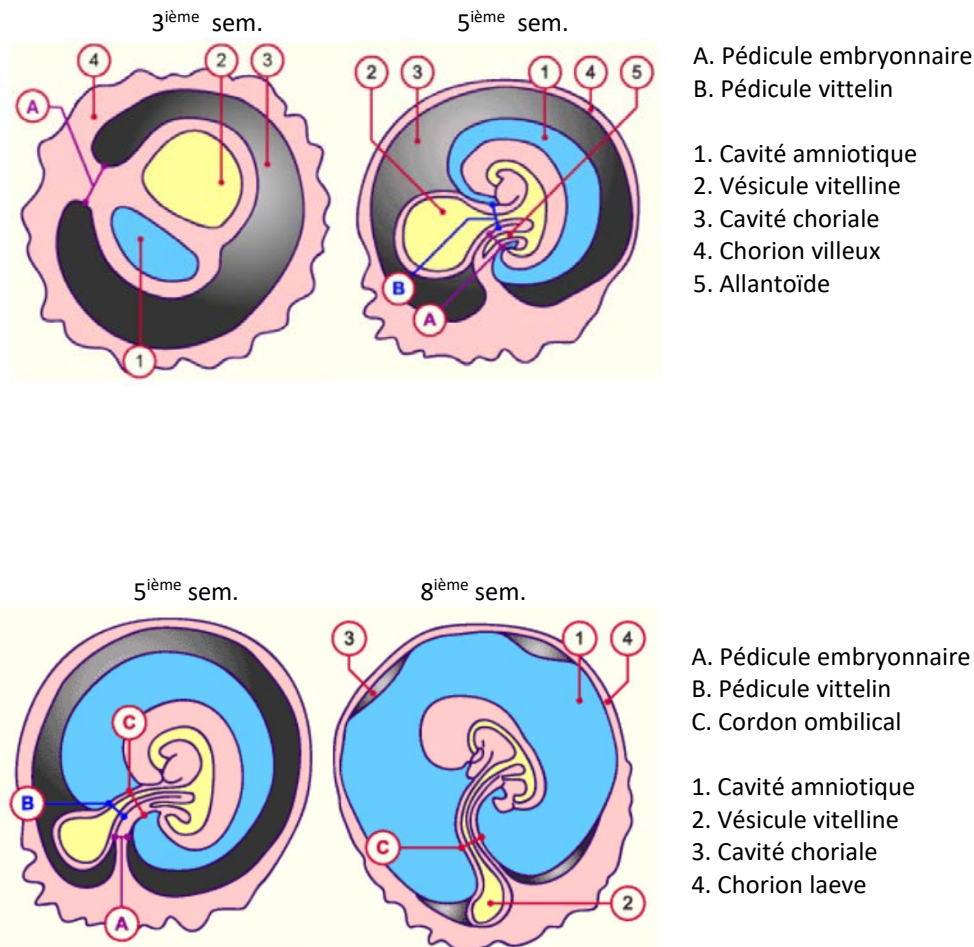 3ième sem.
5ième sem.
4
2
3
A
1
2
3
1
4
5
B
A
A. Pédicule embryonnaire
B. Pédicule vittelin
1. Cavité amniotique
2. Vésicule vitelline
3. Cavité choriale
4. Chorion villeux
5. Allantoïde
5ième sem.
8ième sem.
C
B
A
3
1
4
C
2
A. Pédicule embryonnaire
B. Pédicule vittelin
C. Cordon ombilical
1. Cavité amniotique
2. Vésicule vitelline
3. Cavité choriale
4. Chorion laeve